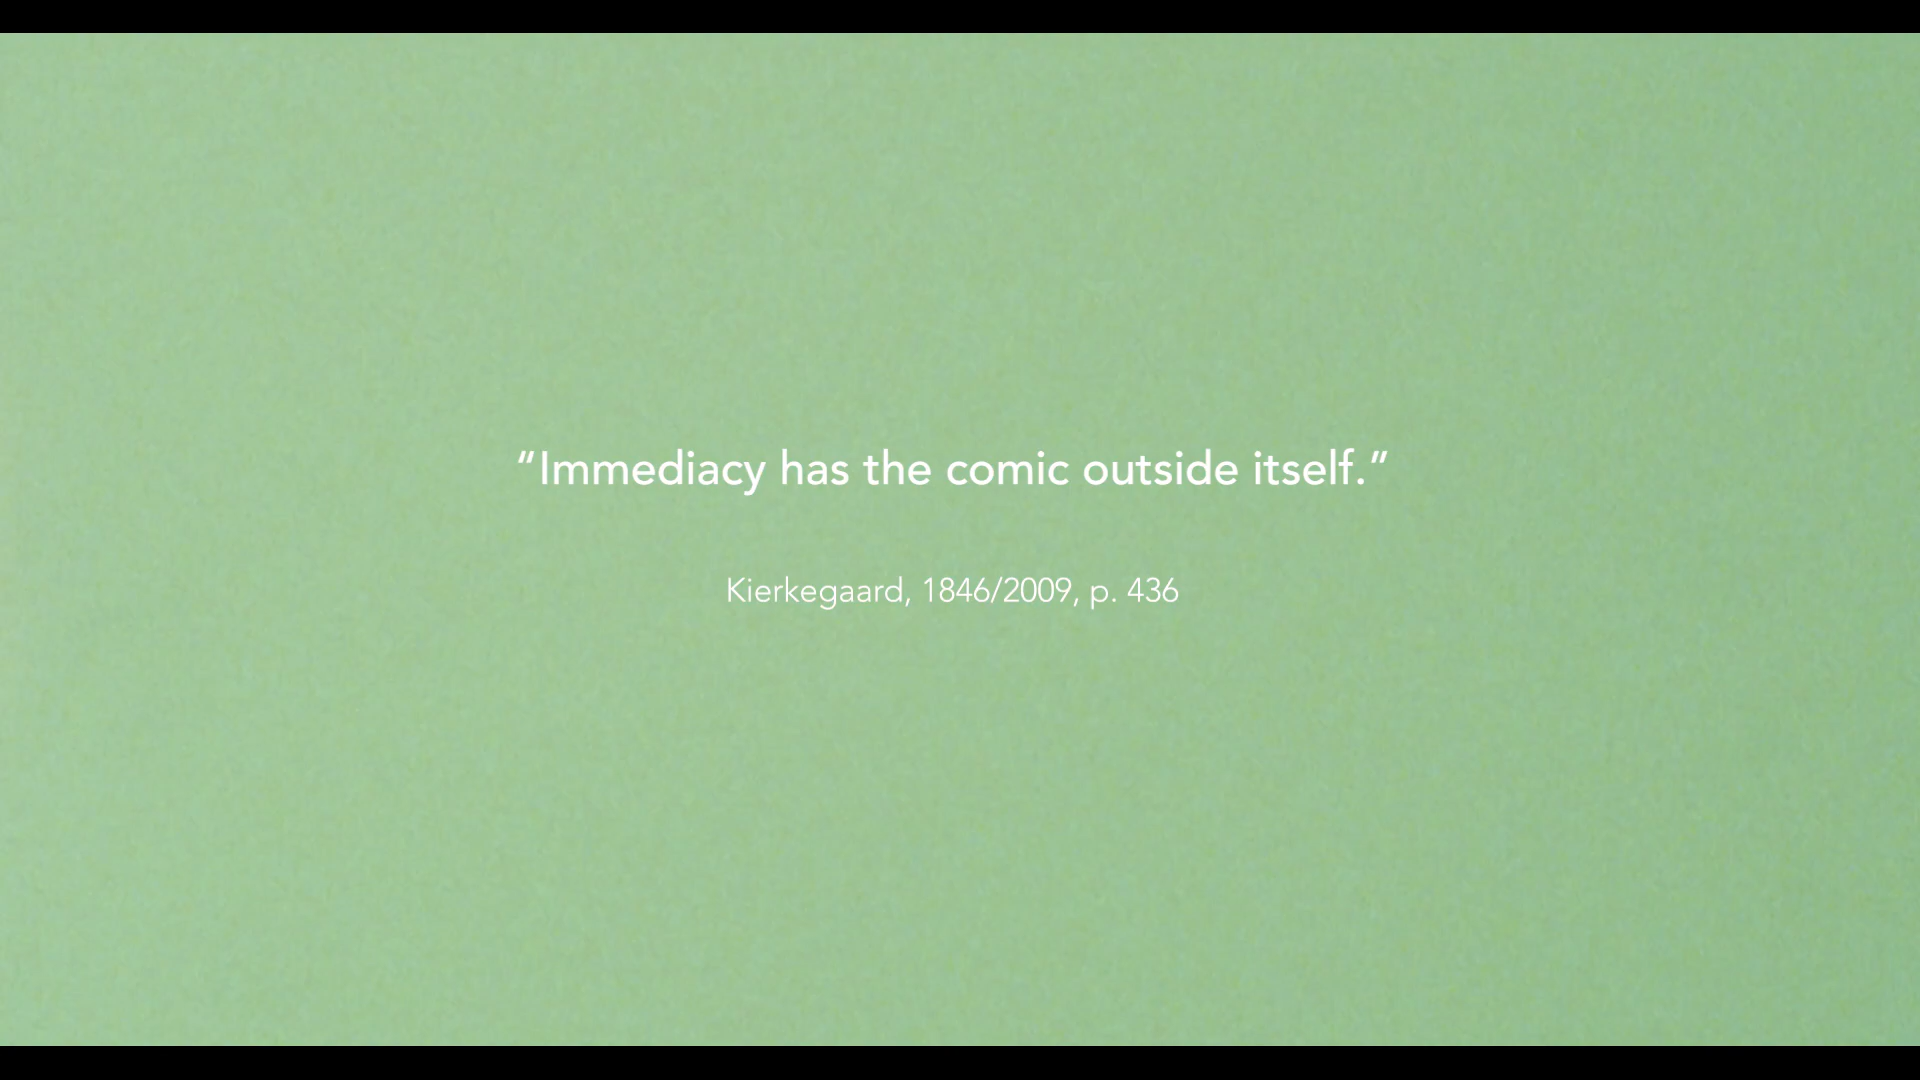 “Immediacy has the comic outside itself.”
Kierkegaard, 1846/2009, p. 436